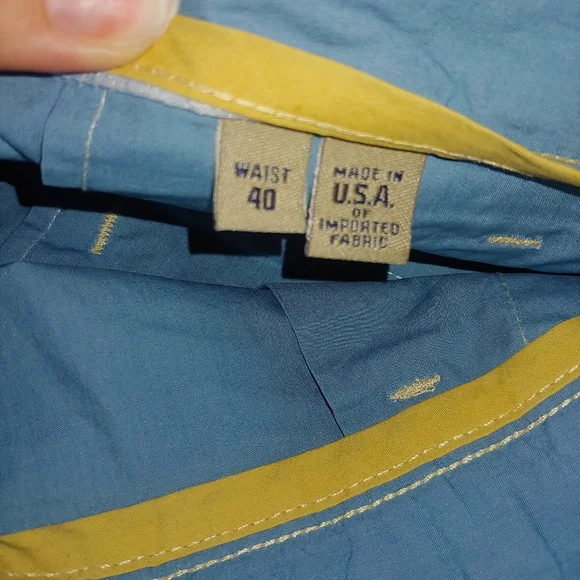 WAIST
40
MADE IN
U.S.A.
OF
IMPORTED
FABRIC